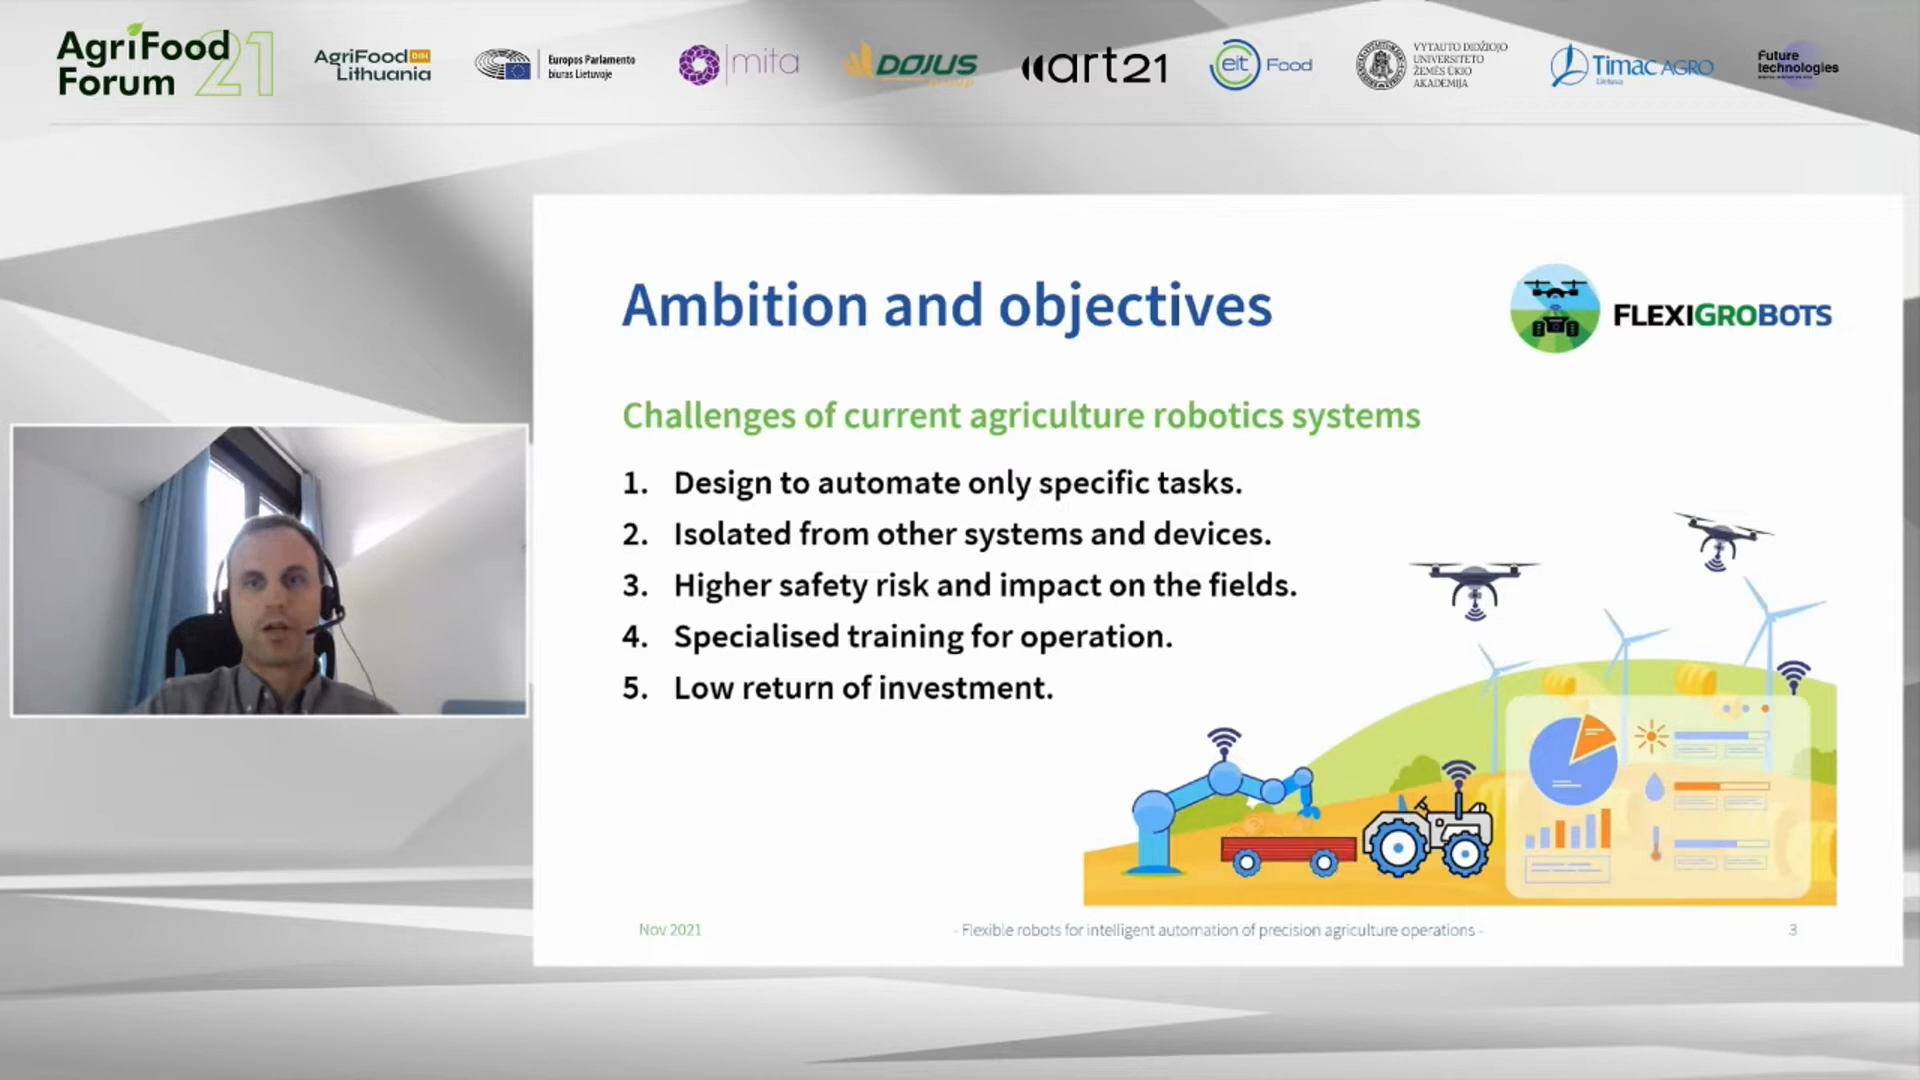 AgriFood
Forum 21
AgriFood DIH
Lithuania
Europos Parlamento
biuras Lietuvoje
mita
DOJUS
group
art21
eit Food
VYTAUTO DIDŽIOJO
UNIVERSITETO
ŽEMĖS ŪKIO
AKADEMIJA
Timac AGRO
Lietuva
Future
technologies
Ambition and objectives
FLEXIGROBOTS
Challenges of current agriculture robotics systems
1. Design to automate only specific tasks.
2. Isolated from other systems and devices.
3. Higher safety risk and impact on the fields.
4. Specialised training for operation.
5. Low return of investment.
Nov 2021
- Flexible robots for intelligent automation of precision agriculture operations -
3